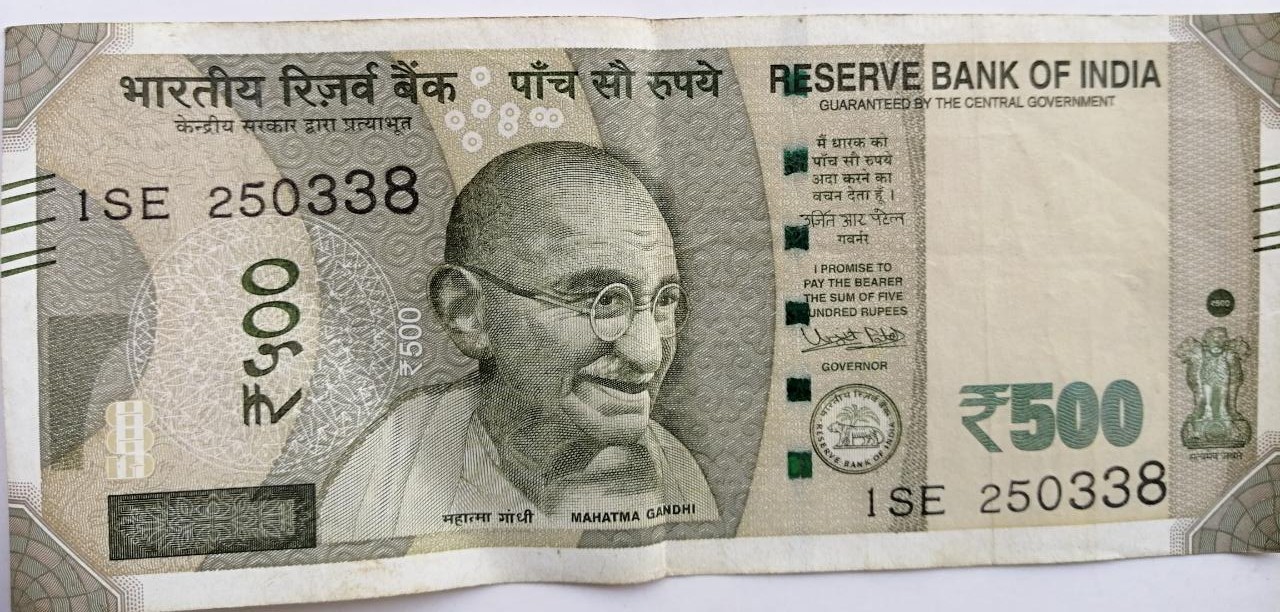 भारतीय रिज़र्व बैंक
केन्द्रीय सरकार द्वारा प्रत्याभूत
पाँच सौ रुपये
RESERVE BANK OF INDIA
GUARANTEED BY THE CENTRAL GOVERNMENT
1SE 250338
₹५००
₹500
मैं धारक को
पाँच सौ रुपये
अदा करने का
वचन देता हूँ।
उर्जित आर पटेल
गवर्नर
I PROMISE TO
PAY THE BEARER
THE SUM OF FIVE
HUNDRED RUPEES
GOVERNOR
भारतीय रिज़र्व बैंक
RESERVE BANK OF INDIA
₹500
1SE 250338
₹500
सत्यमेव जयते
महात्मा गांधी
MAHATMA GANDHI